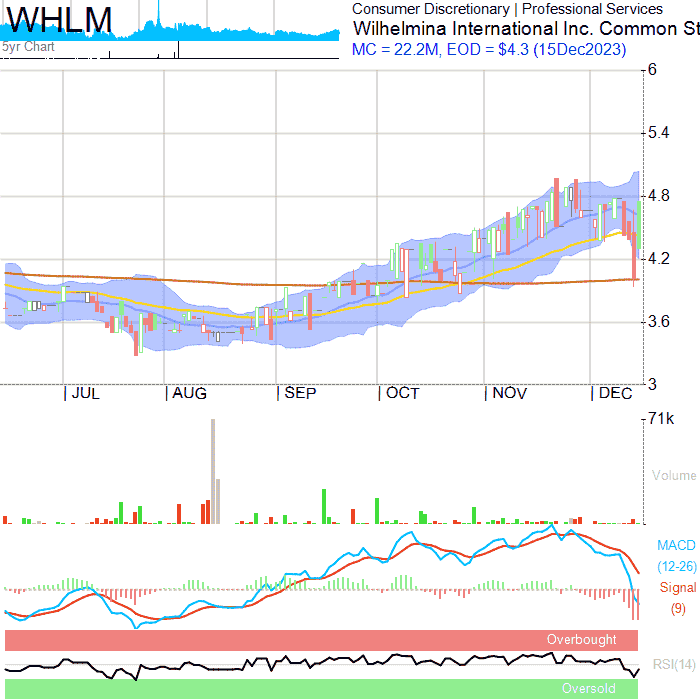 WHLM
5yr Chart
Consumer Discretionary | Professional Services
Wilhelmina International Inc. Common St
MC = 22.2M, EOD = $4.3 (15Dec2023)
6
5.4
4.8
4.2
3.6
3
JUL
AUG
SEP
OCT
NOV
DEC
71k
Volume
MACD
(12-26)
Signal
(9)
Overbought
RSI(14)
Oversold